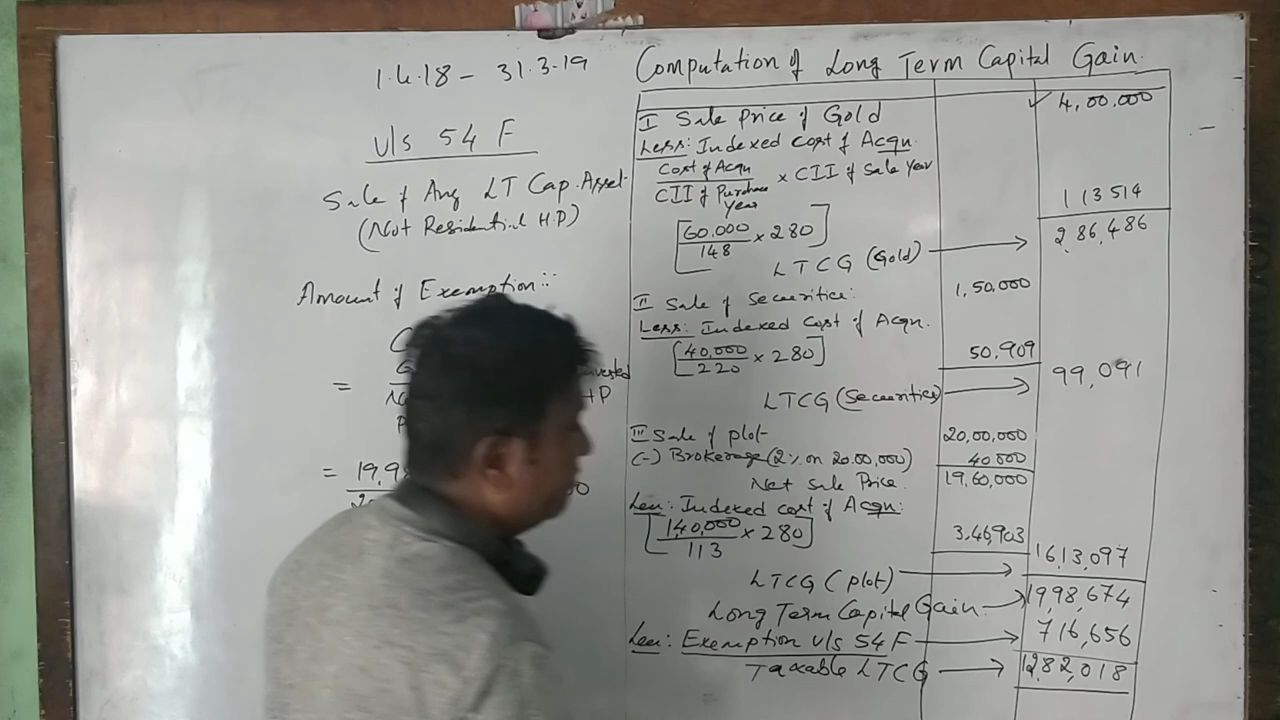 1.4.18 - 31.3.19
U/s 54 F
Sale of Any LT Cap. Asset
(Not Residential H.P)
Amount of Exemption::
=
HP
= 19,9
Computation of Long Term Capital Gain.
I Sale Price of Gold 4,00,000
Less: Indexed Cost of Acqn.
Cost of Acqn
CII of Purchase Year × CII of Sale Year
113514
[60,000
148 × 280]
2,86,486
LTCG (Gold) →
II Sale of Securities: 1,50,000
Less: Indexed Cost of Acqn.
[40,000
220 × 280] 50,909
LTCG (Securities) → 99,091
III Sale of plot 20,00,000
(-) Brokerage (2% on 20.00,000) 40000
Net Sale Price. 19,60,000
Less: Indexed cost of Acqn:
[1,40,000
113 × 280] 3,46,903
LTCG (plot) → 16,13,097
Long Term Capital Gain → 19,98,674
Less: Exemption U/s 54 F → 7,16,656
Taxable LTCG → 12,82,018